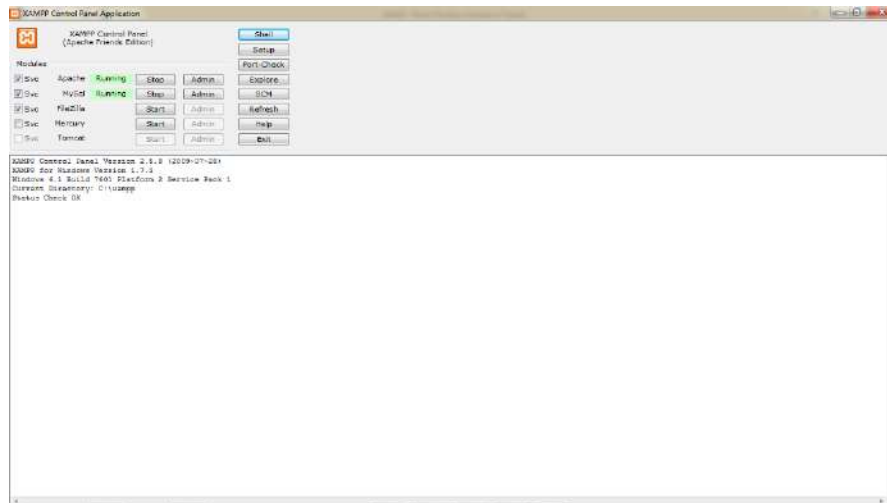 XAMPP Control Panel Application
XAMPP Control Panel
(Apache Friends Edition)
Shell
Setup
Modules
Port-Check
Svc Apache Running Stop Admin Explore
Svc MySql Running Stop Admin SCM
Svc FileZilla Start Admin Refresh
Svc Mercury Start Admin Help
Svc Tomcat Start Admin Exit
XAMPP Control Panel Version 2.5.8 (2009-07-28)
XAMPP for Windows Version 1.7.3
Windows 6.1 Build 7601 Platform 2 Service Pack 1
Current Directory: C:\xampp
Status Check OK